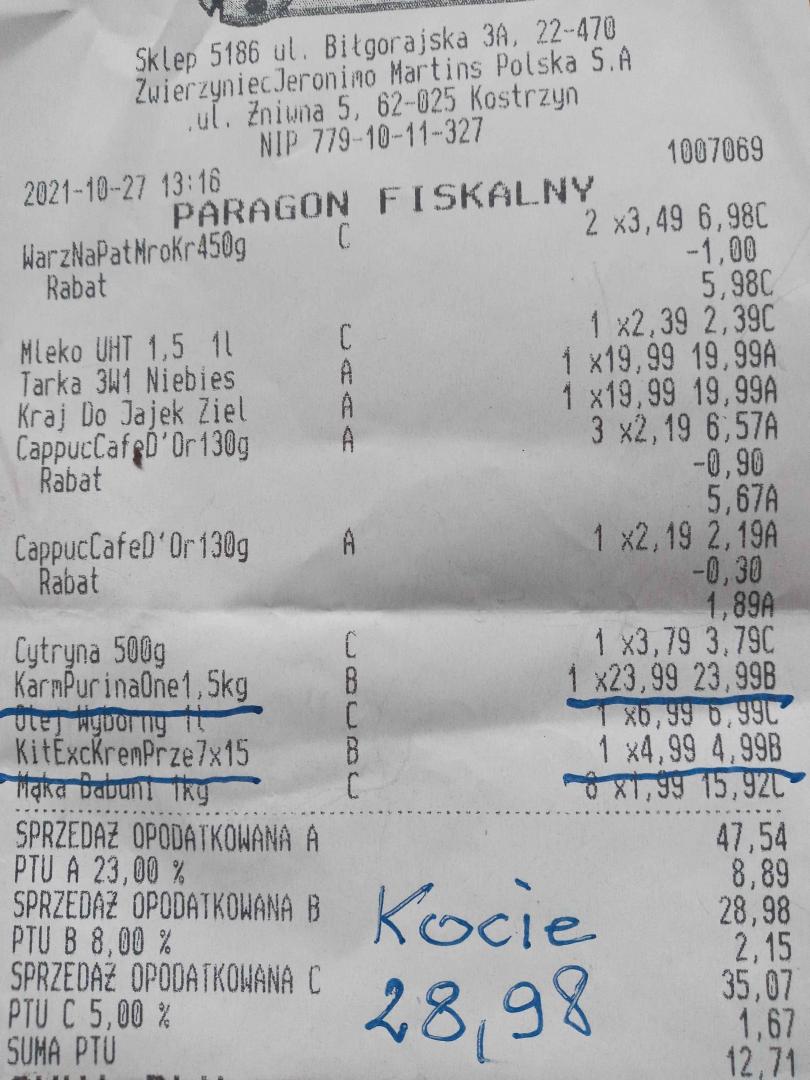 Sklep 5186 ul. Biłgorajska 3A, 22-470
ZwierzyniecJeronimo Martins Polska S.A
.ul. Żniwna 5, 62-025 Kostrzyn
NIP 779-10-11-327
2021-10-27 13:16 1007069
PARAGON FISKALNY
WarzNaPatMroKr450g C 2 x3,49 6,98C
Rabat -1,00
5,98C
Mleko UHT 1,5 1l C 1 x2,39 2,39C
Tarka 3W1 Niebies A 1 x19,99 19,99A
Kraj Do Jajek Ziel A 1 x19,99 19,99A
CappucCafeD'Or130g A 3 x2,19 6,57A
Rabat -0,90
5,67A
CappucCafeD'Or130g A 1 x2,19 2,19A
Rabat -0,30
1,89A
Cytryna 500g C 1 x3,79 3,79C
KarmPurinaOne1,5kg B 1 x23,99 23,99B
Olej Wyborny 1l C 1 x6,99 6,99C
KitExcKremPrze7x15 B 1 x4,99 4,99B
Mąka Babuni 1kg C 8 x1,99 15,92C
SPRZEDAŻ OPODATKOWANA A 47,54
PTU A 23,00 % 8,89
SPRZEDAŻ OPODATKOWANA B 28,98
PTU B 8,00 % 2,15
SPRZEDAŻ OPODATKOWANA C 35,07
PTU C 5,00 % 1,67
SUMA PTU 12,71
Kocie
28,98